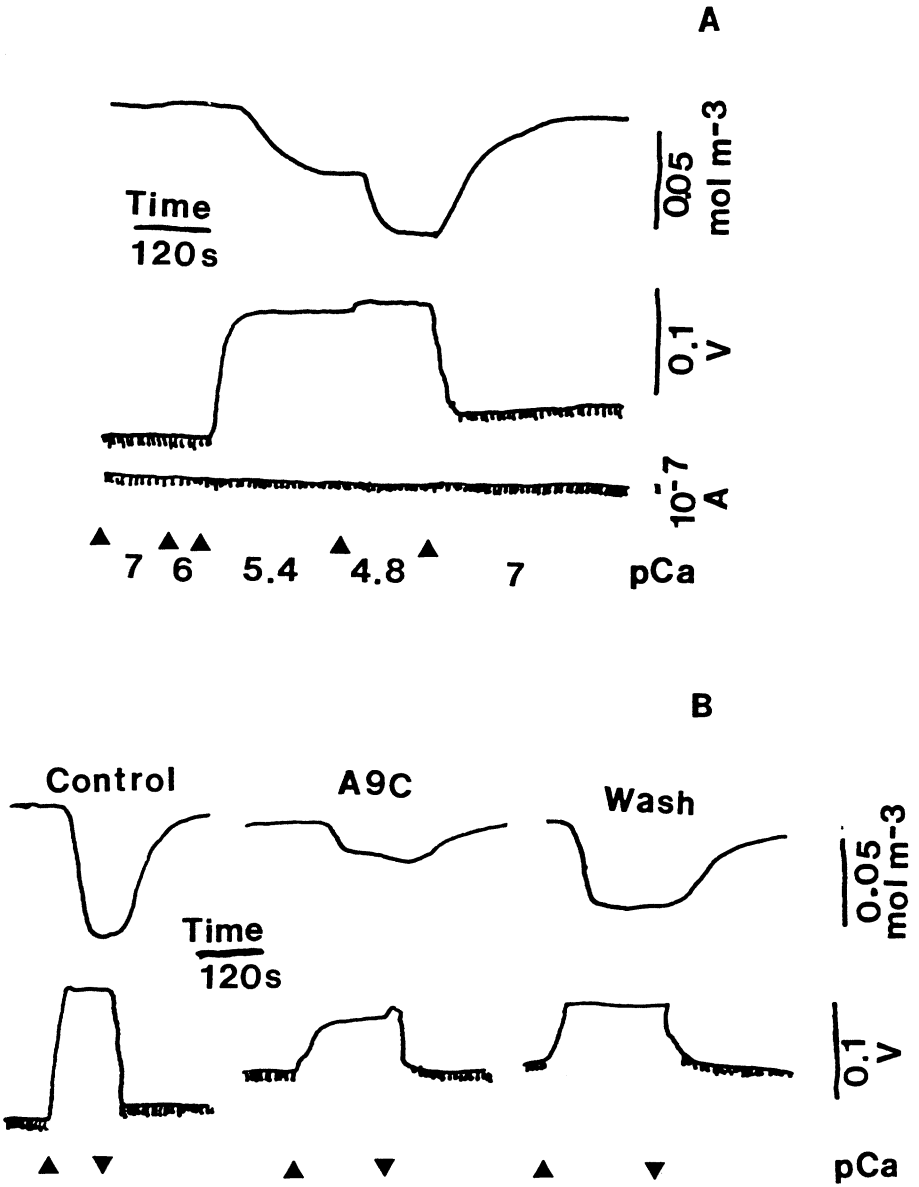 A
0.05
mol m-3
Time
120s
0.1
V
10-7
A
7 6 5.4 4.8 7 pCa
B
Control A9C Wash
0.05
mol m-3
Time
120s
0.1
V
pCa